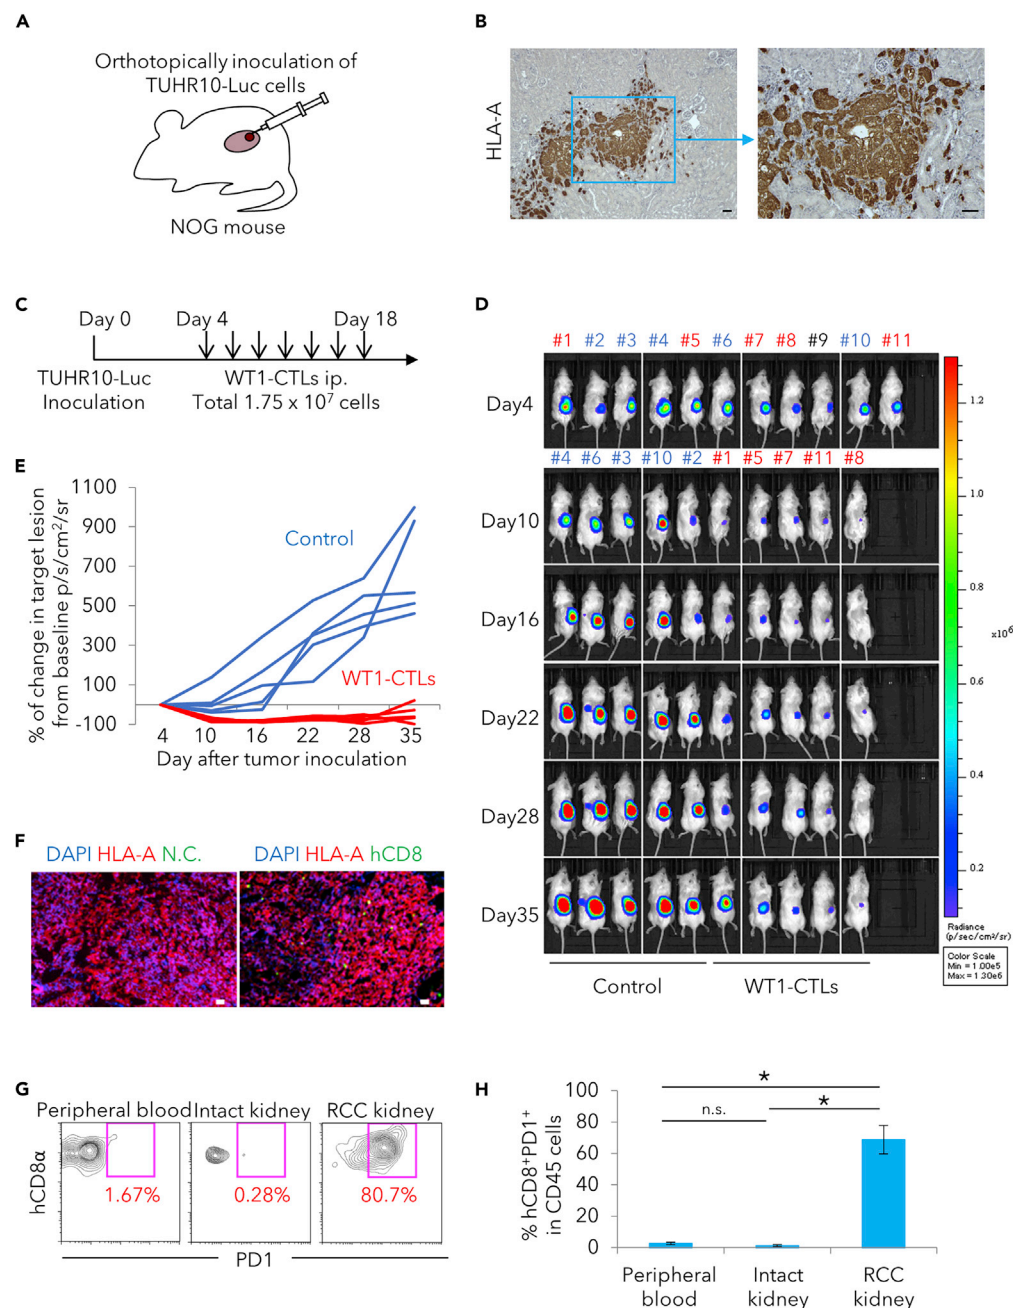 A
Orthotopically inoculation of
TUHR10-Luc cells
NOG mouse
B
HLA-A
C
Day 0 Day 4 Day 18
TUHR10-Luc
Inoculation
WT1-CTLs ip.
Total 1.75 x 10⁷ cells
D
#1 #2 #3 #4 #5 #6 #7 #8 #9 #10 #11
Day4
#4 #6 #3 #10 #2 #1 #5 #7 #11 #8
Day10
Day16
Day22
Day28
Day35
Control WT1-CTLs
1.2
1.0
0.8
x10⁶
0.6
0.4
0.2
Radiance
(p/sec/cm²/sr)
Color Scale
Min = 1.00e5
Max = 1.30e6
E
% of change in target lesion
from baseline p/s/cm²/sr
1100
900
700
500
300
100
-100
Control
WT1-CTLs
4 10 16 22 28 35
Day after tumor inoculation
F
DAPI HLA-A N.C. DAPI HLA-A hCD8
G
Peripheral blood Intact kidney RCC kidney
hCD8α
1.67% 0.28% 80.7%
PD1
H
% hCD8⁺PD1⁺
in CD45 cells
100
80
60
40
20
0
*
n.s. *
Peripheral
blood
Intact
kidney
RCC
kidney